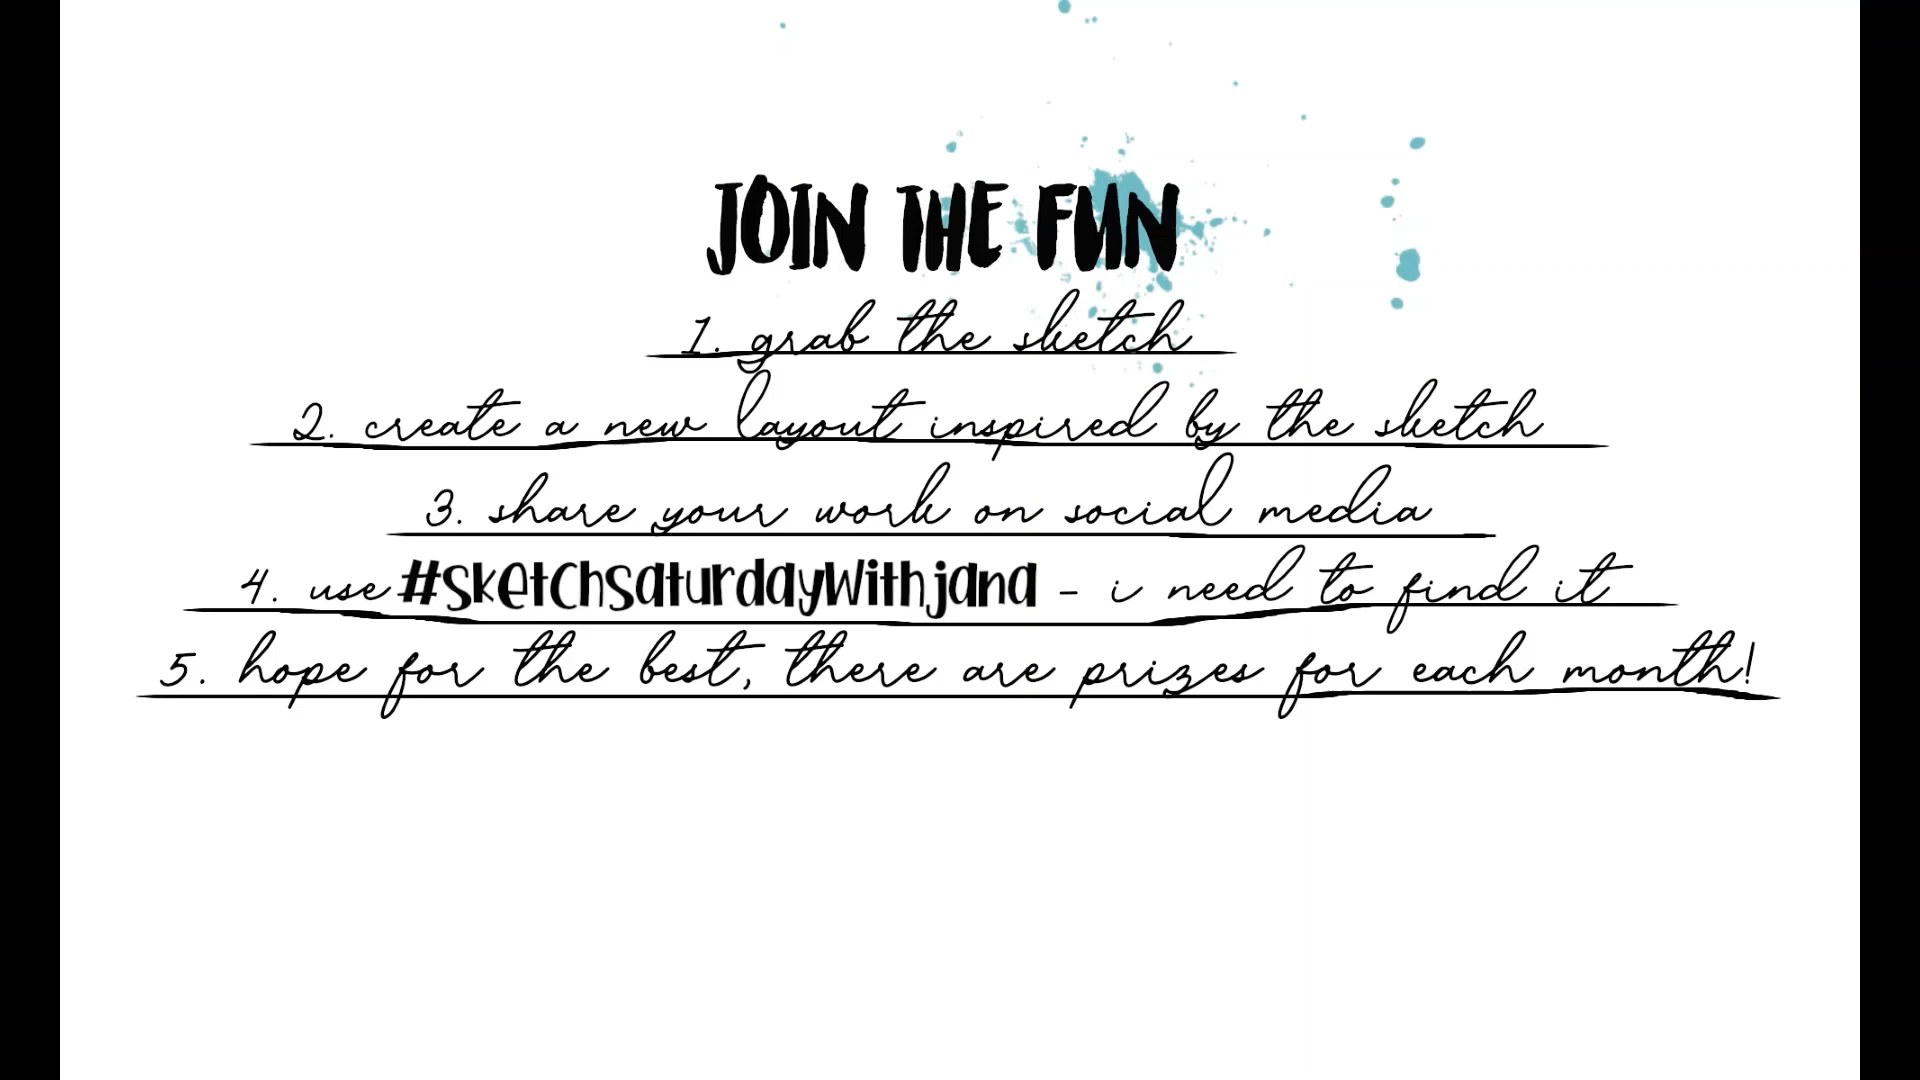 JOIN THE FUN
1. grab the sketch
2. create a new layout inspired by the sketch
3. share your work on social media
4. use #sketchsaturdaywithjana - i need to find it
5. hope for the best, there are prizes for each month!